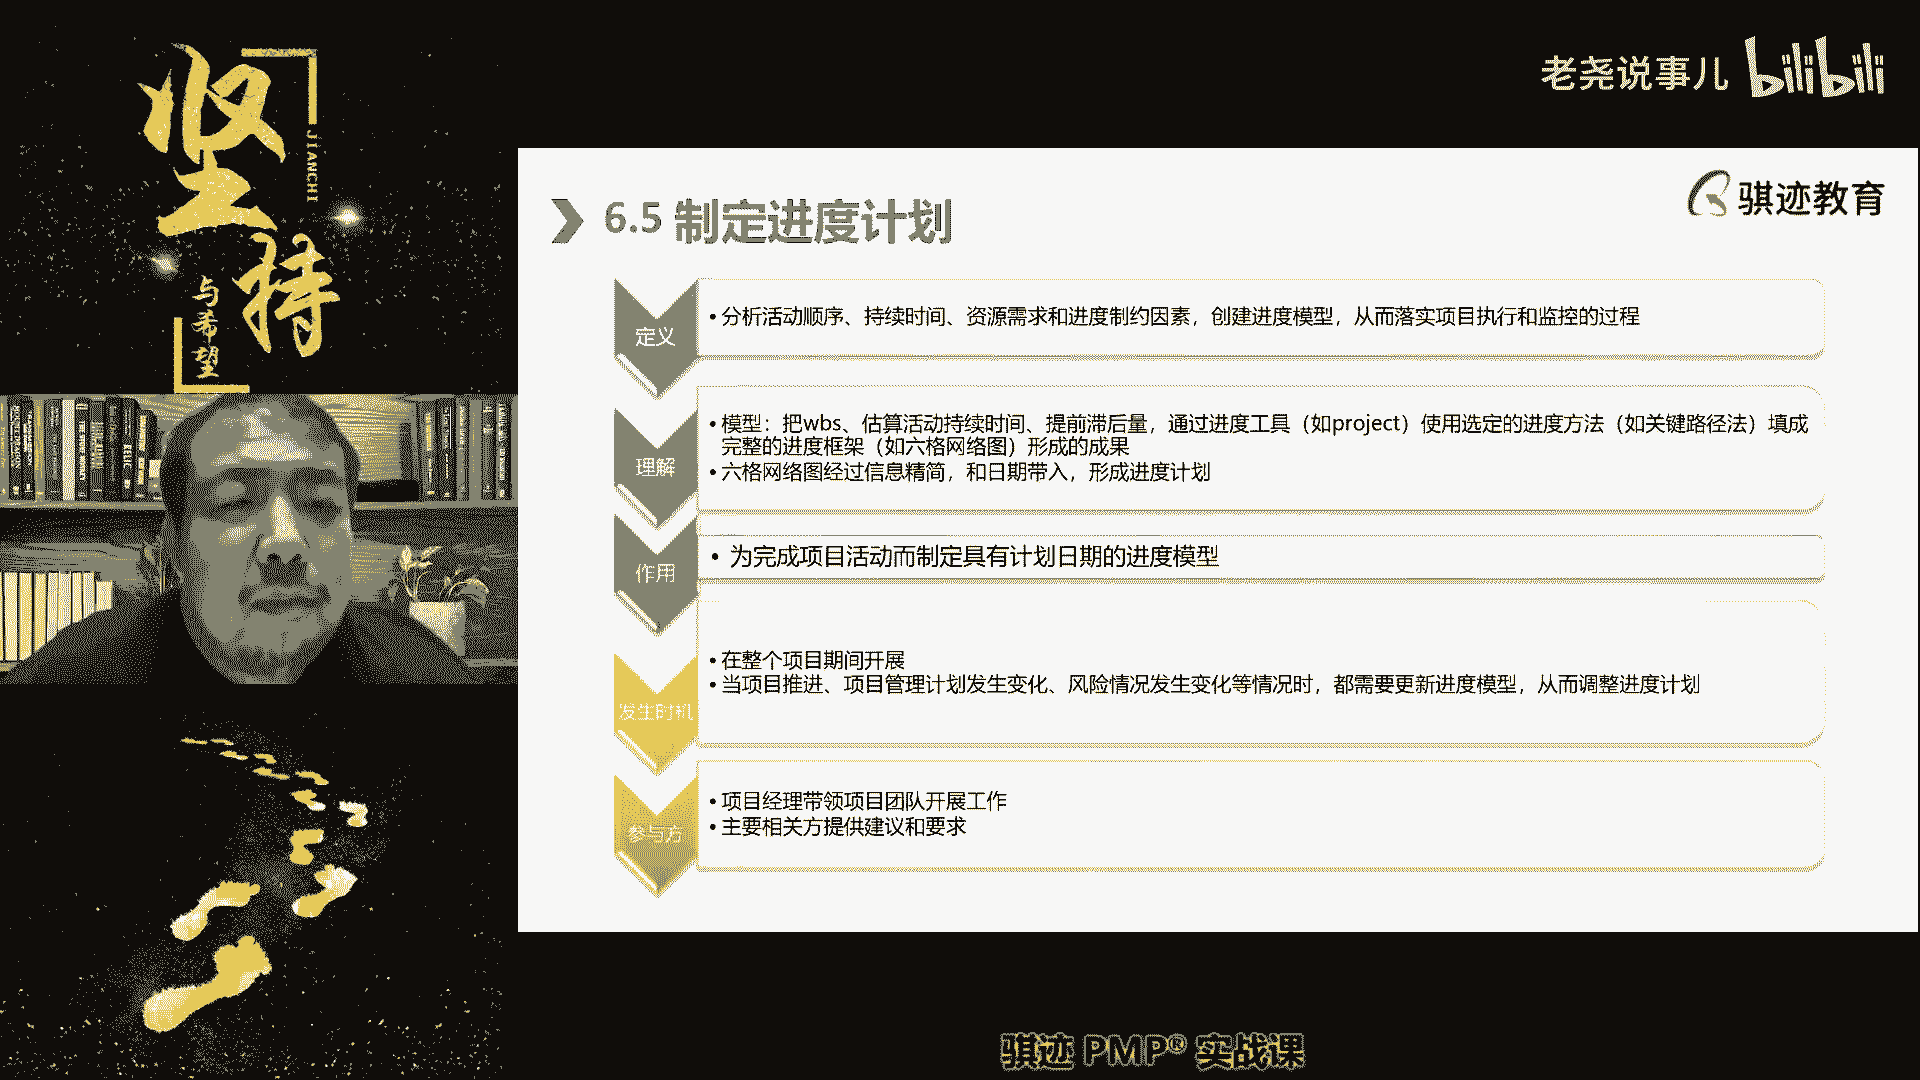 坚持
JIANCHI
与希望
老尧说事儿 bilibili
骐迹教育
6.5 制定进度计划
定义
•分析活动顺序、持续时间、资源需求和进度制约因素，创建进度模型，从而落实项目执行和监控的过程
理解
•模型：把wbs、估算活动持续时间、提前滞后量，通过进度工具（如project）使用选定的进度方法（如关键路径法）填成
完整的进度框架（如六格网络图）形成的成果
•六格网络图经过信息精简，和日期带入，形成进度计划
作用
• 为完成项目活动而制定具有计划日期的进度模型
发生时机
•在整个项目期间开展
•当项目推进、项目管理计划发生变化、风险情况发生变化等情况时，都需要更新进度模型，从而调整进度计划
参与方
•项目经理带领项目团队开展工作
•主要相关方提供建议和要求
骐迹 PMP® 实战课